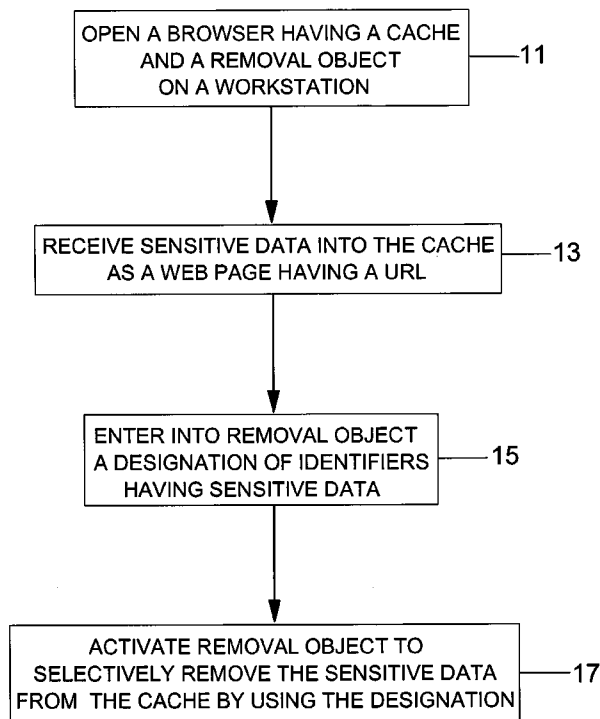 OPEN A BROWSER HAVING A CACHE
AND A REMOVAL OBJECT
ON A WORKSTATION
11
RECEIVE SENSITIVE DATA INTO THE CACHE
AS A WEB PAGE HAVING A URL
13
ENTER INTO REMOVAL OBJECT
A DESIGNATION OF IDENTIFIERS
HAVING SENSITIVE DATA
15
ACTIVATE REMOVAL OBJECT TO
SELECTIVELY REMOVE THE SENSITIVE DATA
FROM THE CACHE BY USING THE DESIGNATION
17